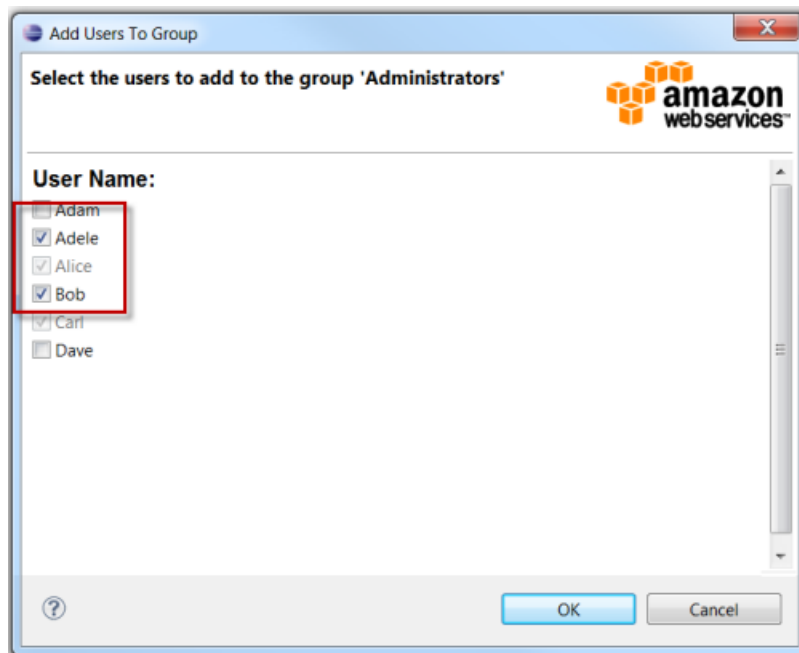 Add Users To Group
Select the users to add to the group 'Administrators'
amazon
webservices™
User Name:
Adam
Adele
Alice
Bob
Carl
Dave
?
OK
Cancel